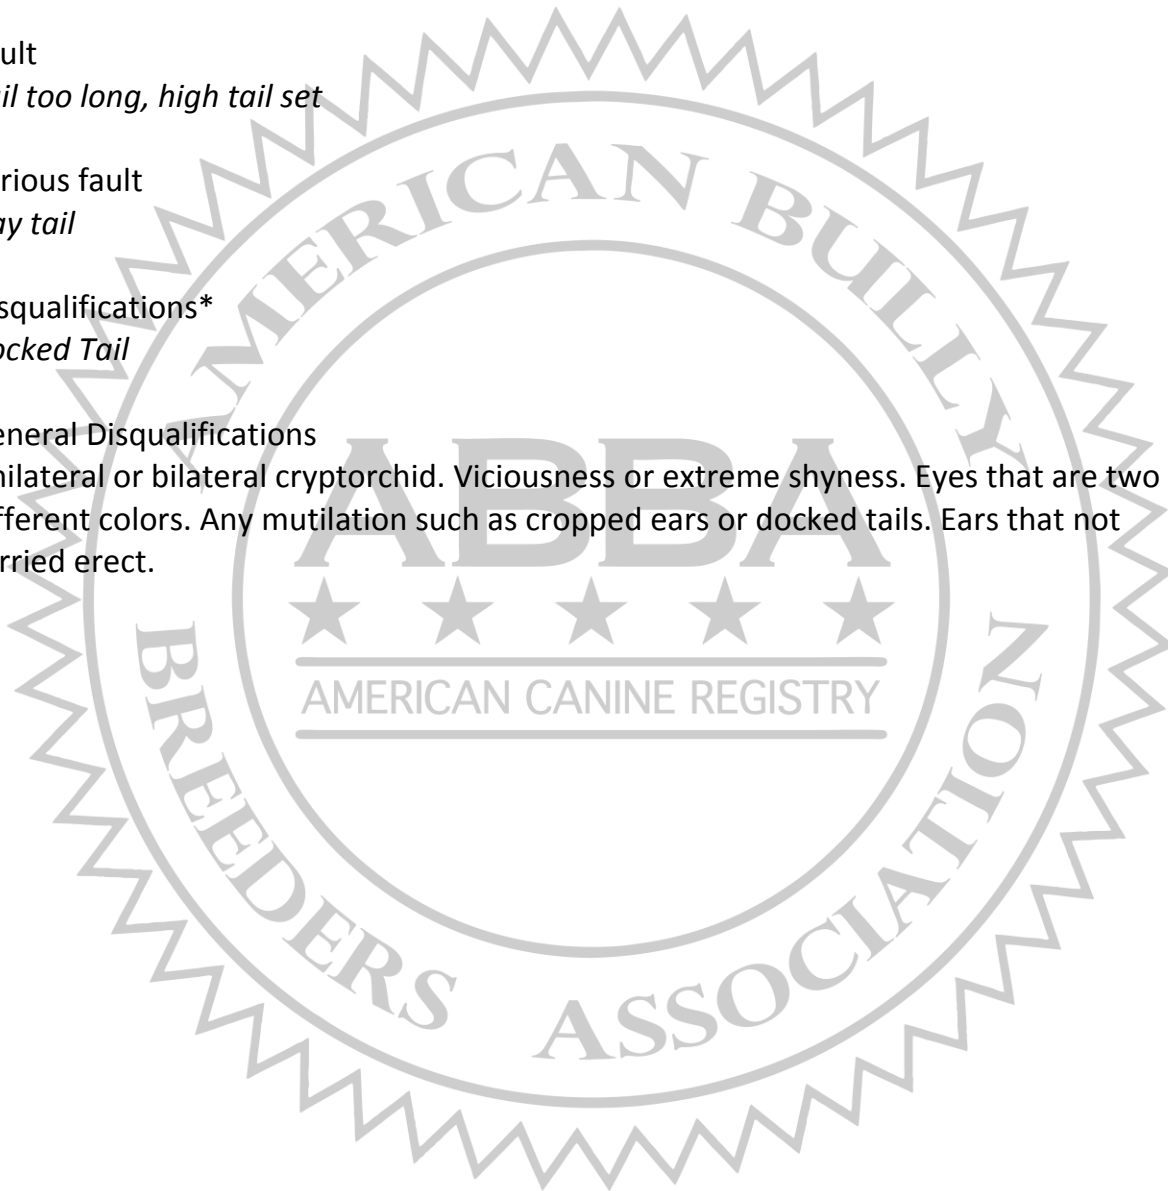 ult
il too long, high tail set
rious fault
ay tail
squalifications*
ocked Tail
eneral Disqualifications
nilateral or bilateral cryptorchid. Viciousness or extreme shyness. Eyes that are two
fferent colors. Any mutilation such as cropped ears or docked tails. Ears that not
rried erect.
AMERICAN BULLY
ABBA
AMERICAN CANINE REGISTRY
BREEDERS ASSOCIATION